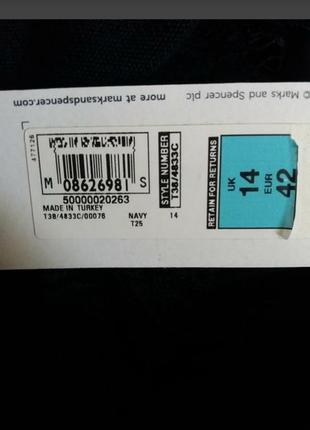 more at marksandspencer.com
© Marks and Spencer plc
477126
M 08626981 S
50000020263
MADE IN TURKEY
T38/4833C/00076 NAVY 14
T25
STYLE NUMBER
T38/4833C
RETAIN FOR RETURNS
UK 14
EUR 42